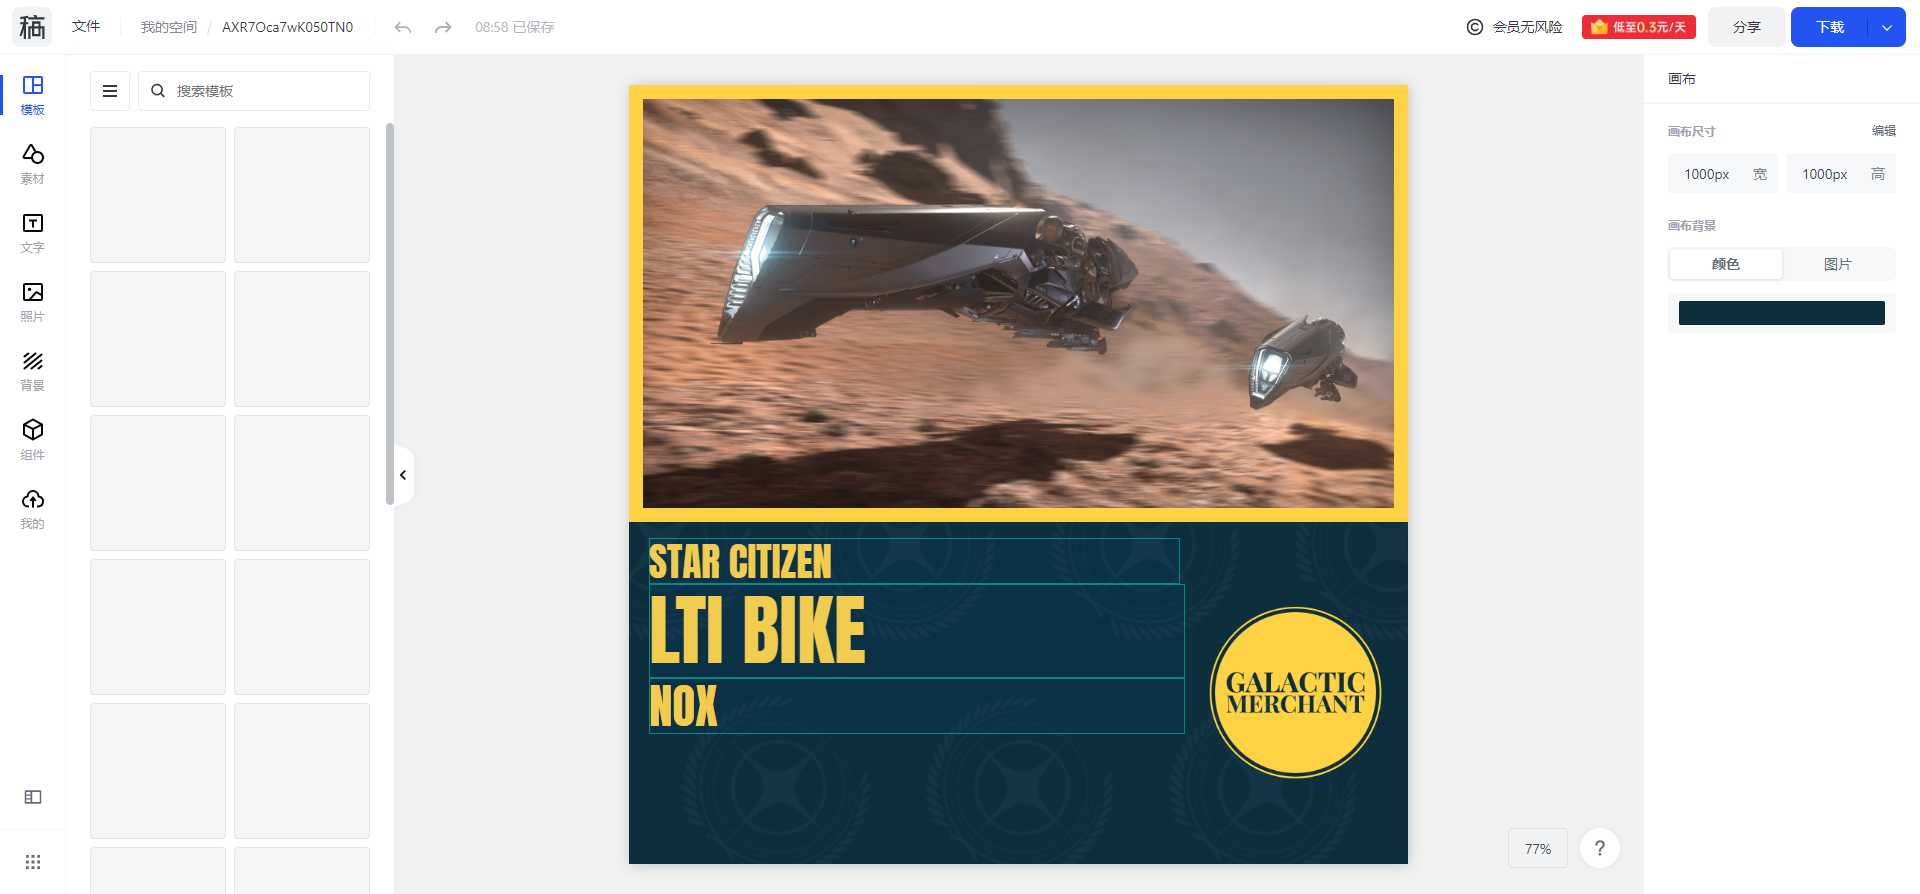 稿
文件
我的空间 / AXR7Oca7wK050TN0
08:58 已保存
会员无风险
低至0.3元/天
分享
下载
模板
素材
文字
照片
背景
组件
我的
搜索模板
STAR CITIZEN
LTI BIKE
NOX
GALACTIC
MERCHANT
77%
?
画布
画布尺寸
编辑
1000px 宽
1000px 高
画布背景
颜色
图片